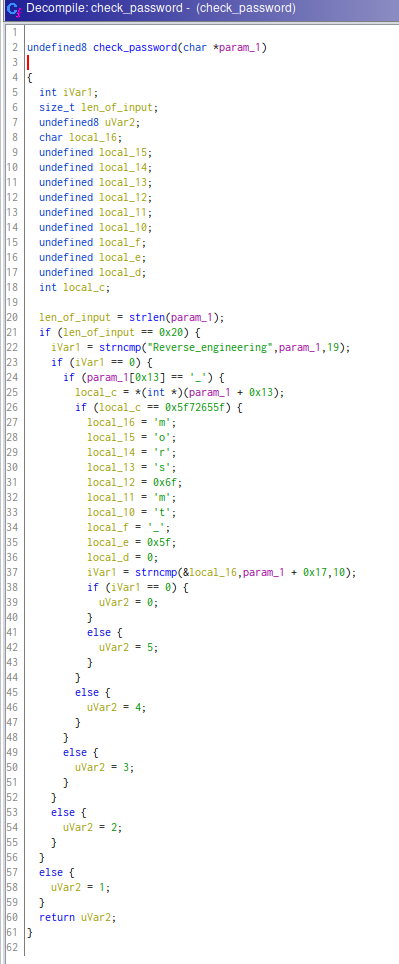 Decompile: check_password - (check_password)
1
2 undefined8 check_password(char *param_1)
3
4 {
5 int iVar1;
6 size_t len_of_input;
7 undefined8 uVar2;
8 char local_16;
9 undefined local_15;
10 undefined local_14;
11 undefined local_13;
12 undefined local_12;
13 undefined local_11;
14 undefined local_10;
15 undefined local_f;
16 undefined local_e;
17 undefined local_d;
18 int local_c;
19
20 len_of_input = strlen(param_1);
21 if (len_of_input == 0x20) {
22 iVar1 = strncmp("Reverse_engineering",param_1,19);
23 if (iVar1 == 0) {
24 if (param_1[0x13] == '_') {
25 local_c = *(int *)(param_1 + 0x13);
26 if (local_c == 0x5f72655f) {
27 local_16 = 'm';
28 local_15 = 'o';
29 local_14 = 'r';
30 local_13 = 's';
31 local_12 = 0x6f;
32 local_11 = 'm';
33 local_10 = 't';
34 local_f = '_';
35 local_e = 0x5f;
36 local_d = 0;
37 iVar1 = strncmp(&local_16,param_1 + 0x17,10);
38 if (iVar1 == 0) {
39 uVar2 = 0;
40 }
41 else {
42 uVar2 = 5;
43 }
44 }
45 else {
46 uVar2 = 4;
47 }
48 }
49 else {
50 uVar2 = 3;
51 }
52 }
53 else {
54 uVar2 = 2;
55 }
56 }
57 else {
58 uVar2 = 1;
59 }
60 return uVar2;
61 }
62